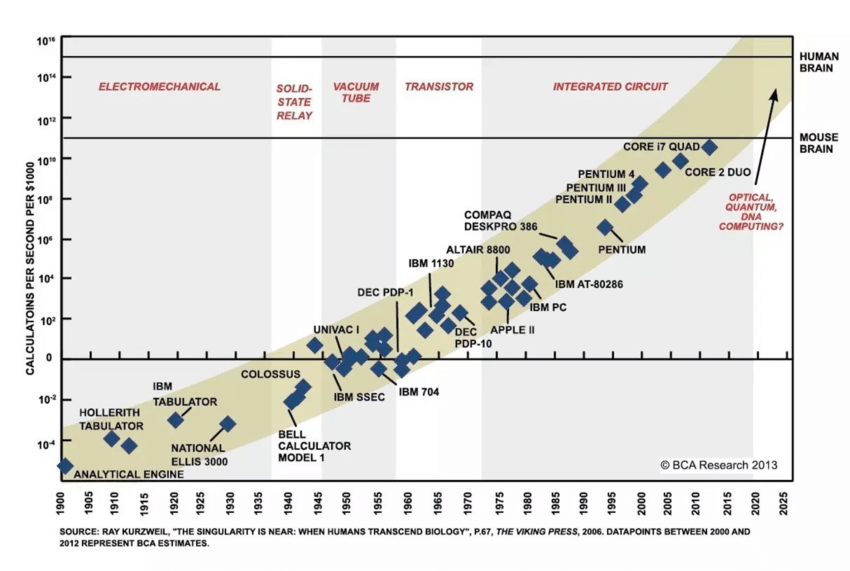 10^16
10^14
10^12
10^10
10^8
10^6
10^4
10^2
0
10^-2
10^-4
CALCULATOINS PER SECOND PER $1000
ELECTROMECHANICAL
SOLID-
STATE
RELAY
VACUUM
TUBE
TRANSISTOR
INTEGRATED CIRCUIT
HUMAN
BRAIN
MOUSE
BRAIN
OPTICAL,
QUANTUM,
DNA
COMPUTING?
CORE i7 QUAD
CORE 2 DUO
PENTIUM 4
PENTIUM III
PENTIUM II
PENTIUM
COMPAQ
DESKPRO 386
ALTAIR 8800
IBM 1130
IBM AT-80286
IBM PC
DEC PDP-1
APPLE II
DEC
PDP-10
UNIVAC I
COLOSSUS
IBM SSEC
IBM 704
IBM
TABULATOR
HOLLERITH
TABULATOR
BELL
CALCULATOR
MODEL 1
NATIONAL
ELLIS 3000
ANALYTICAL ENGINE
© BCA Research 2013
1900
1905
1910
1915
1920
1925
1930
1935
1940
1945
1950
1955
1960
1965
1970
1975
1980
1985
1990
1995
2000
2005
2010
2015
2020
2025
SOURCE: RAY KURZWEIL, "THE SINGULARITY IS NEAR: WHEN HUMANS TRANSCEND BIOLOGY", P.67, THE VIKING PRESS, 2006. DATAPOINTS BETWEEN 2000 AND
2012 REPRESENT BCA ESTIMATES.